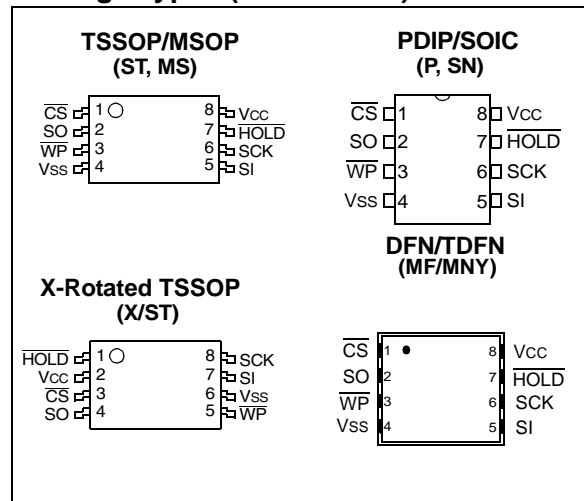 TSSOP/MSOP
(ST, MS)
CS 1 8 VCC
SO 2 7 HOLD
WP 3 6 SCK
VSS 4 5 SI
PDIP/SOIC
(P, SN)
CS 1 8 VCC
SO 2 7 HOLD
WP 3 6 SCK
VSS 4 5 SI
X-Rotated TSSOP
(X/ST)
HOLD 1 8 SCK
VCC 2 7 SI
CS 3 6 VSS
SO 4 5 WP
DFN/TDFN
(MF/MNY)
CS 1 8 VCC
SO 2 7 HOLD
WP 3 6 SCK
VSS 4 5 SI